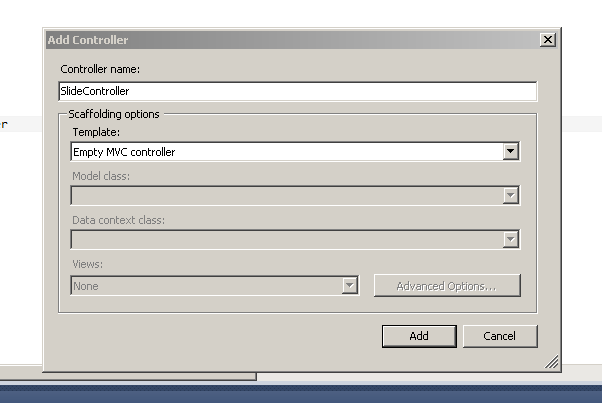 Add Controller
Controller name:
SlideController
r
Scaffolding options
Template:
Empty MVC controller
Model class:
Data context class:
Views:
None
Advanced Options...
Add
Cancel